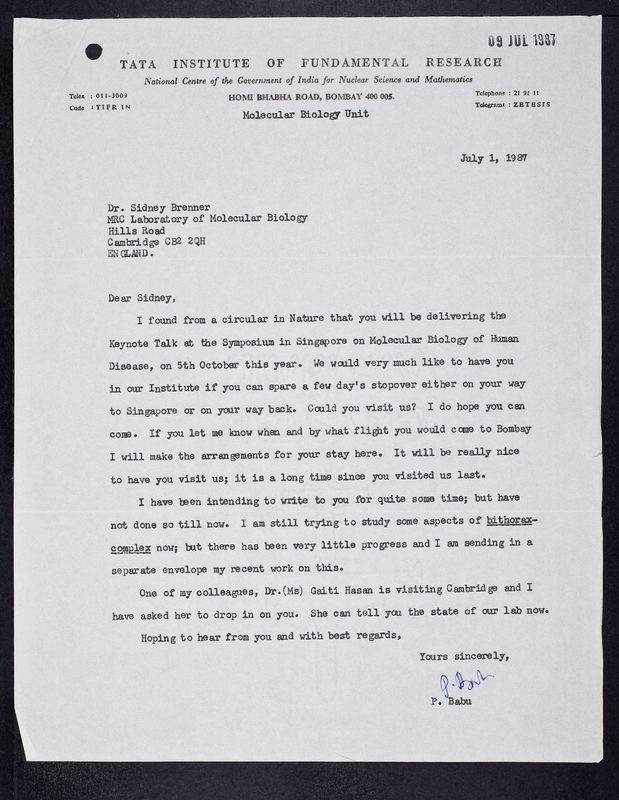 09 JUL 1987
TATA INSTITUTE OF FUNDAMENTAL RESEARCH
National Centre of the Government of India for Nuclear Science and Mathematics
Telex : 011-3009
Code : TIFR IN
HOMI BHABHA ROAD, BOMBAY 400 005.
Telephone : 21 91 11
Telegrams : ZETESIS
Molecular Biology Unit
July 1, 1987
Dr. Sidney Brenner
MRC Laboratory of Molecular Biology
Hills Road
Cambridge CB2 2QH
ENGLAND.
Dear Sidney,
I found from a circular in Nature that you will be delivering the
Keynote Talk at the Symposium in Singapore on Molecular Biology of Human
Disease, on 5th October this year. We would very much like to have you
in our Institute if you can spare a few day's stopover either on your way
to Singapore or on your way back. Could you visit us? I do hope you can
come. If you let me know when and by what flight you would come to Bombay
I will make the arrangements for your stay here. It will be really nice
to have you visit us; it is a long time since you visited us last.
I have been intending to write to you for quite some time; but have
not done so till now. I am still trying to study some aspects of bithorax-
complex now; but there has been very little progress and I am sending in a
separate envelope my recent work on this.
One of my colleagues, Dr.(Ms) Gaiti Hasan is visiting Cambridge and I
have asked her to drop in on you. She can tell you the state of our lab now.
Hoping to hear from you and with best regards,
Yours sincerely,
P. Babu
P. Babu